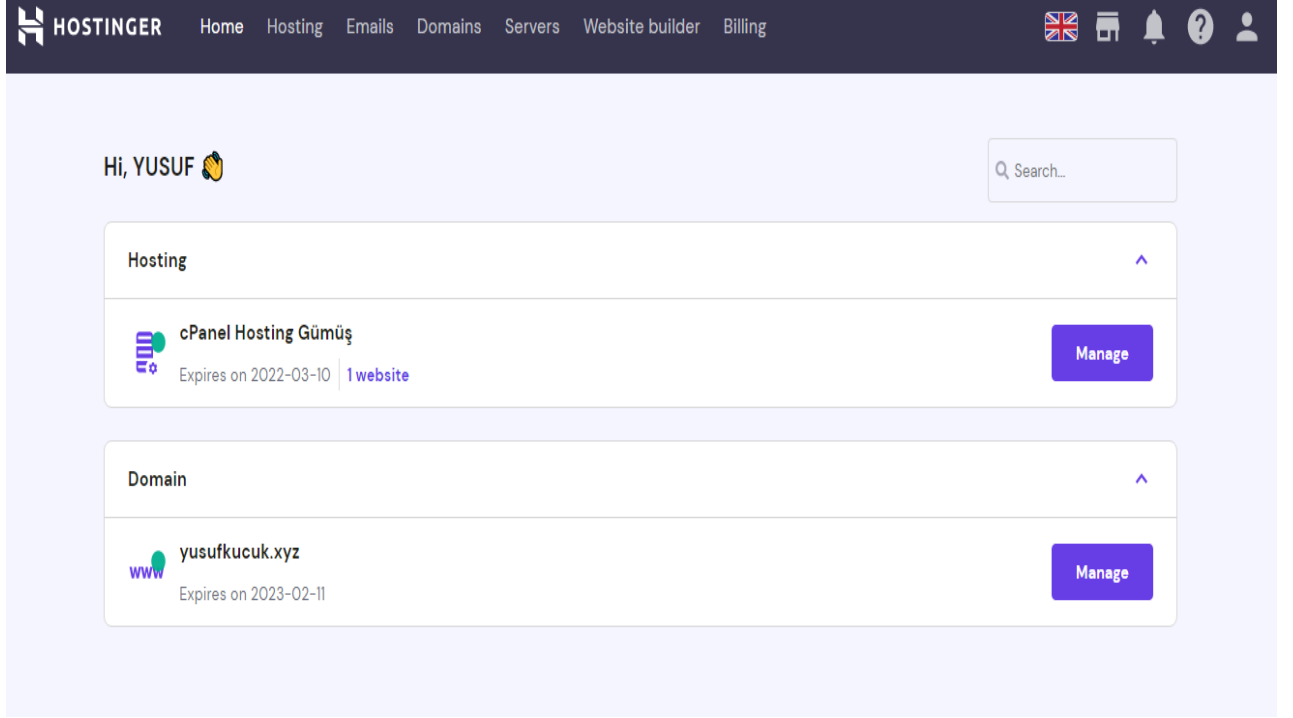 HOSTINGER Home Hosting Emails Domains Servers Website builder Billing
Hi, YUSUF 👋
Search...
Hosting
cPanel Hosting Gümüş
Expires on 2022-03-10 1 website
Manage
Domain
www
yusufkucuk.xyz
Expires on 2023-02-11
Manage